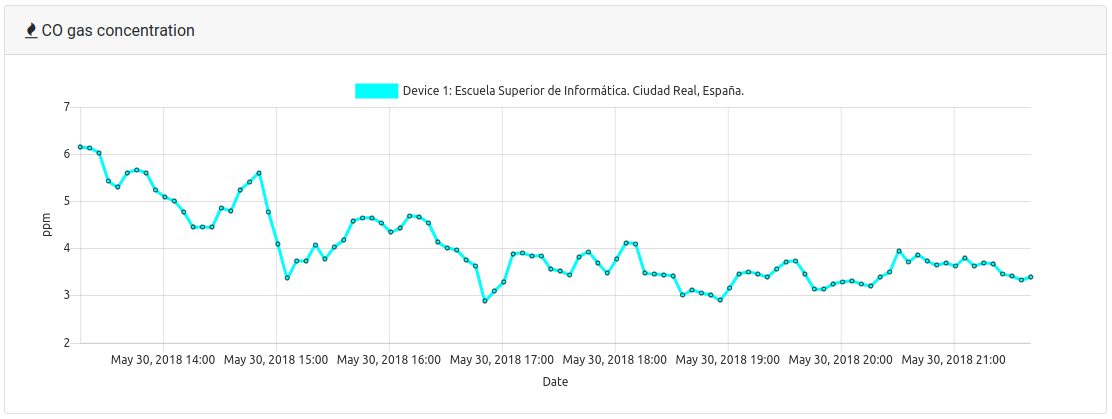 CO gas concentration
Device 1: Escuela Superior de Informática. Ciudad Real, España.
7
6
5
4
3
2
ppm
May 30, 2018 14:00 May 30, 2018 15:00 May 30, 2018 16:00 May 30, 2018 17:00 May 30, 2018 18:00 May 30, 2018 19:00 May 30, 2018 20:00 May 30, 2018 21:00
Date